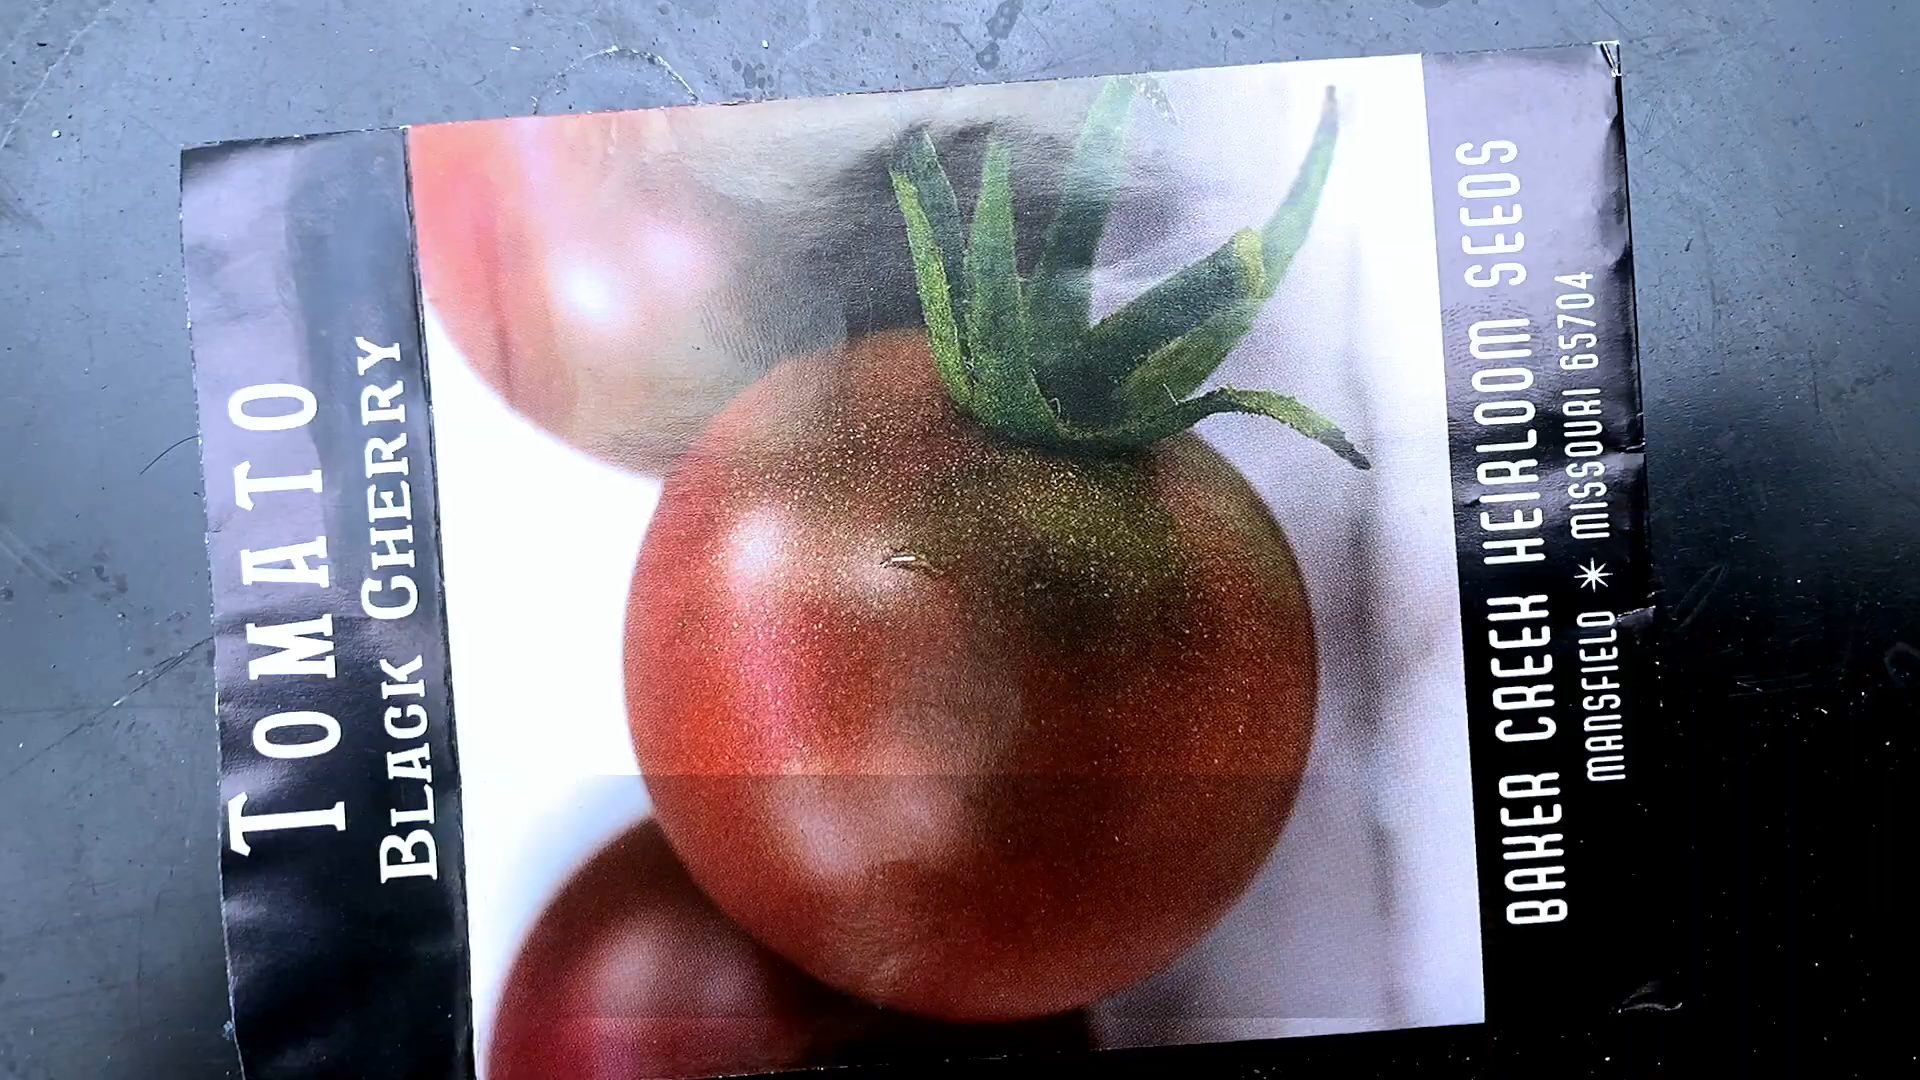 TOMATO
BLACK CHERRY
BAKER CREEK HEIRLOOM SEEDS
MANSFIELD ✴ MISSOURI 65704